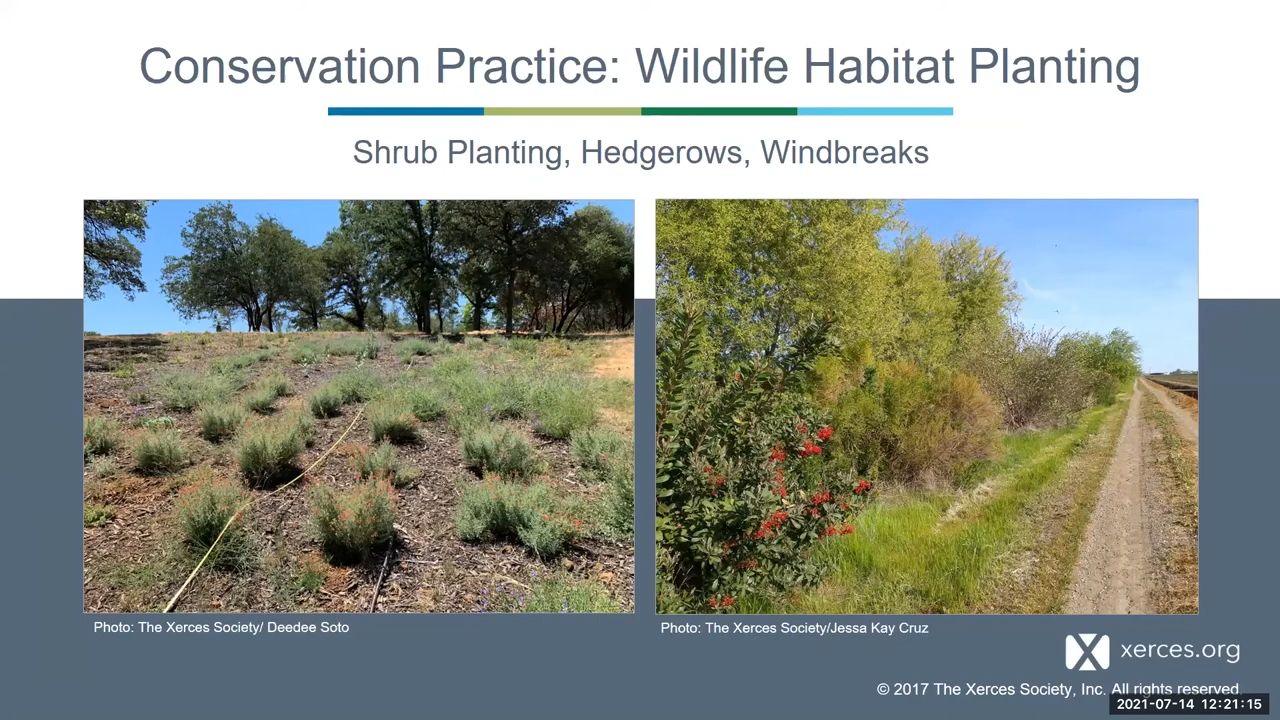 Conservation Practice: Wildlife Habitat Planting
Shrub Planting, Hedgerows, Windbreaks
Photo: The Xerces Society/ Deedee Soto
Photo: The Xerces Society/Jessa Kay Cruz
xerces.org
© 2017 The Xerces Society, Inc. All rights reserved.
2021-07-14 12:21:15